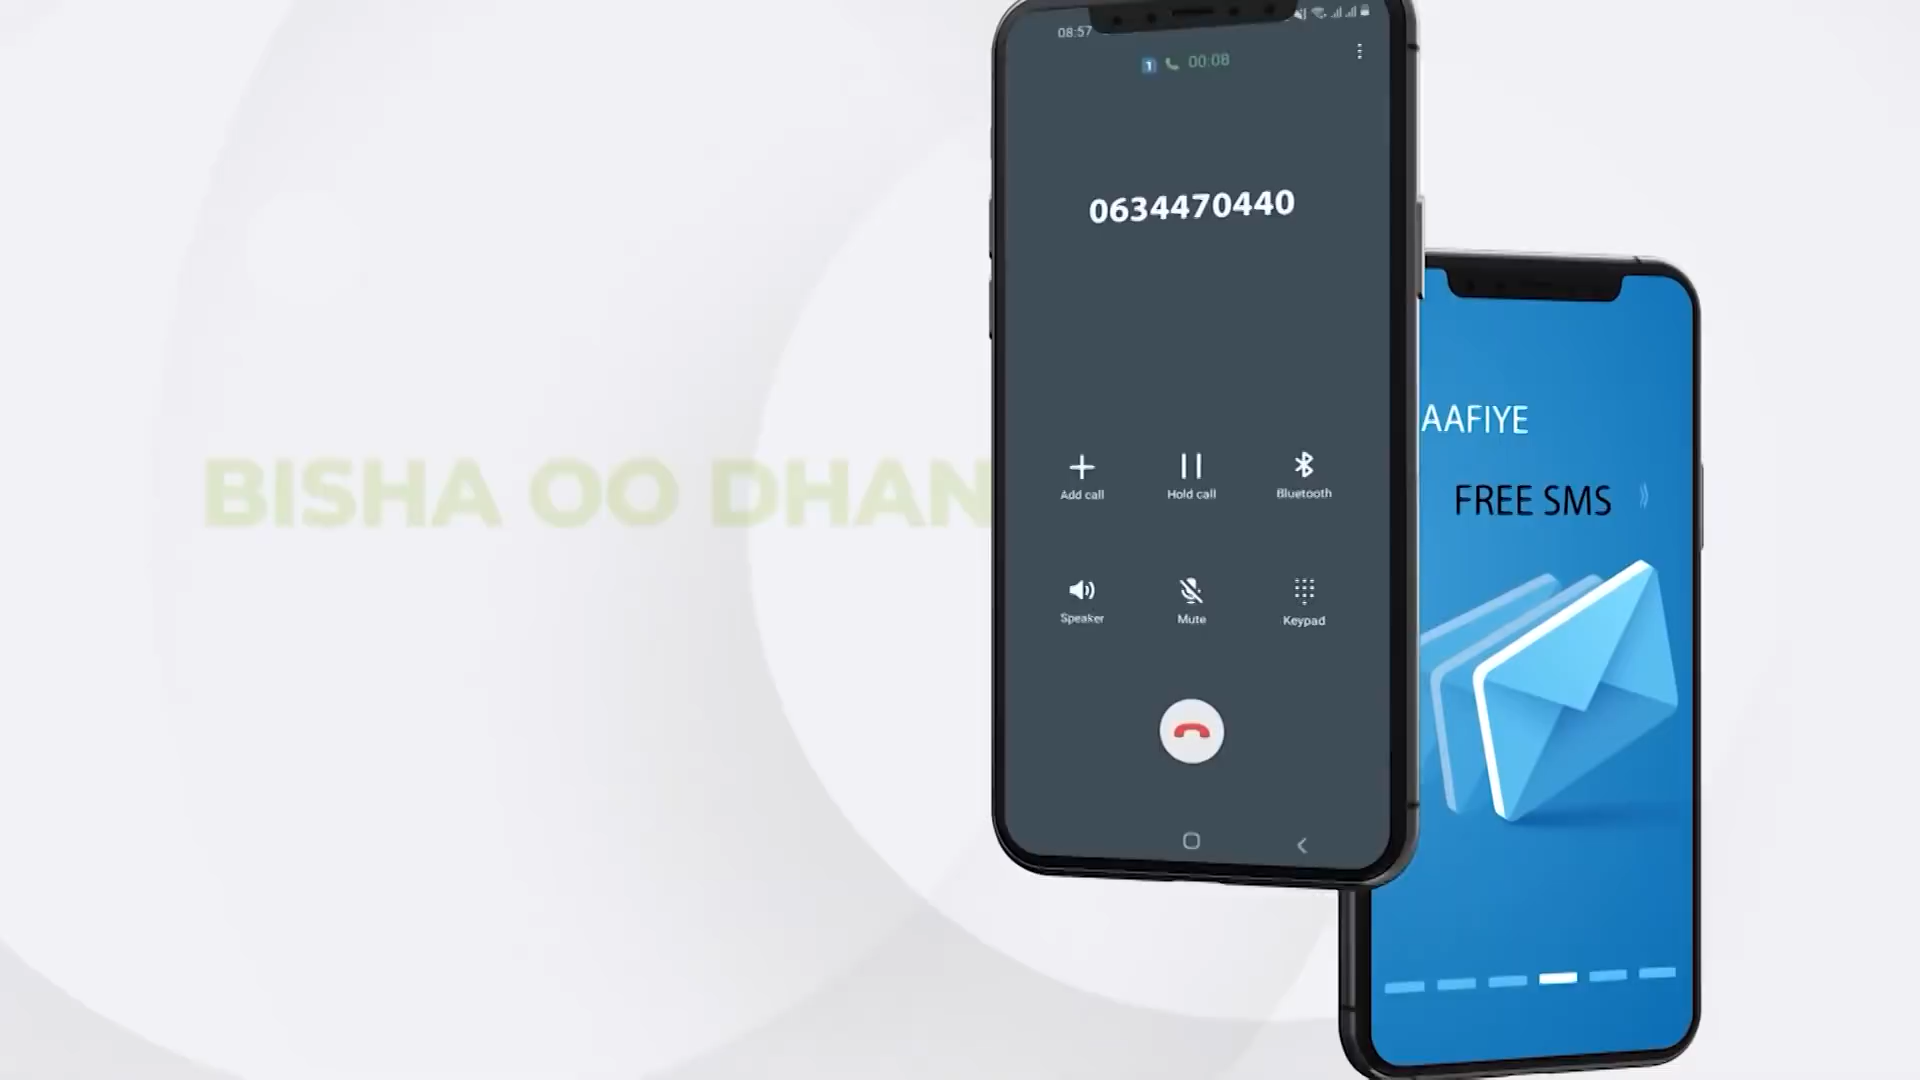 08:57
1 00:08
0634470440
Add call
Hold call
Bluetooth
Speaker
Mute
Keypad
BISHA OO DHAN
AAFIYE
FREE SMS